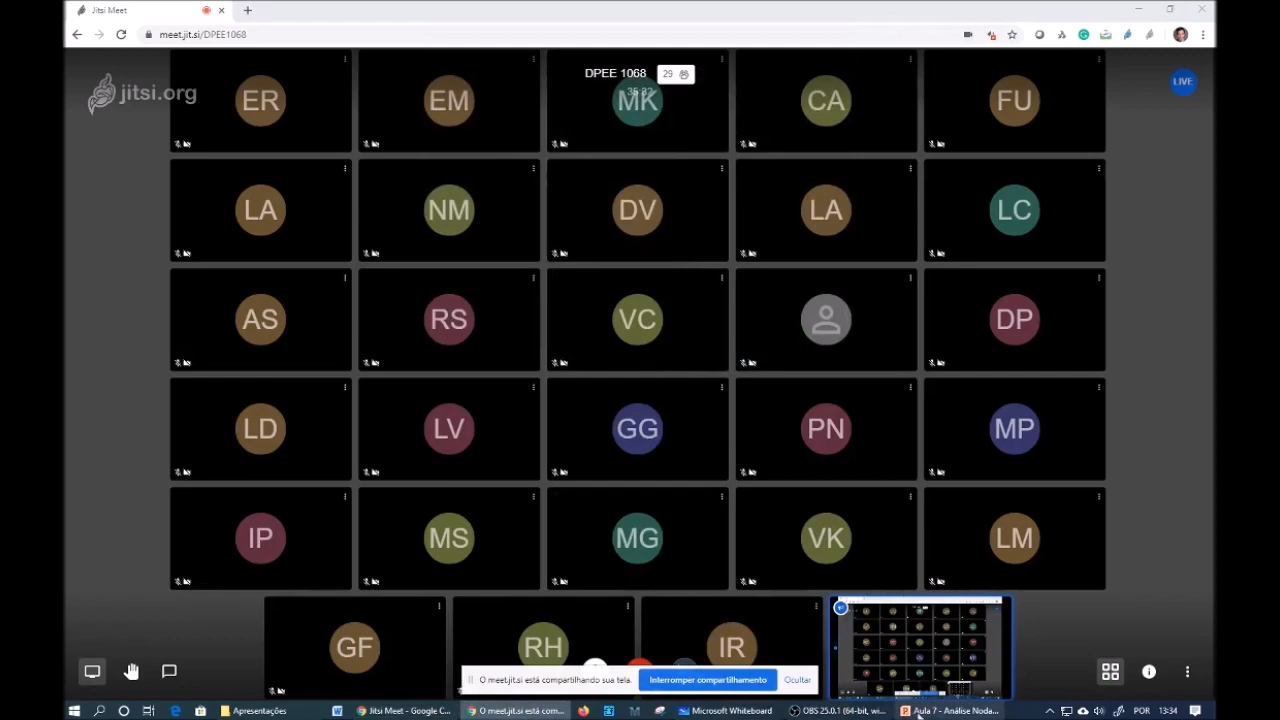 Jitsi Meet
meet.jit.si/DPEE1068
jitsi.org
DPEE 1068
29
LIVE
ER
EM
MK
CA
FU
LA
NM
DV
LA
LC
AS
RS
VC
DP
LD
LV
GG
PN
MP
IP
MS
MG
VK
LM
GF
RH
IR
O meet.jit.si está compartilhando sua tela.
Interromper compartilhamento
Ocultar
Apresentações
Jitsi Meet - Google C...
O meet.jit.si está com...
Microsoft Whiteboard
OBS 25.0.1 (64-bit, wi...
Aula 7 - Análise Noda...
POR
13:34